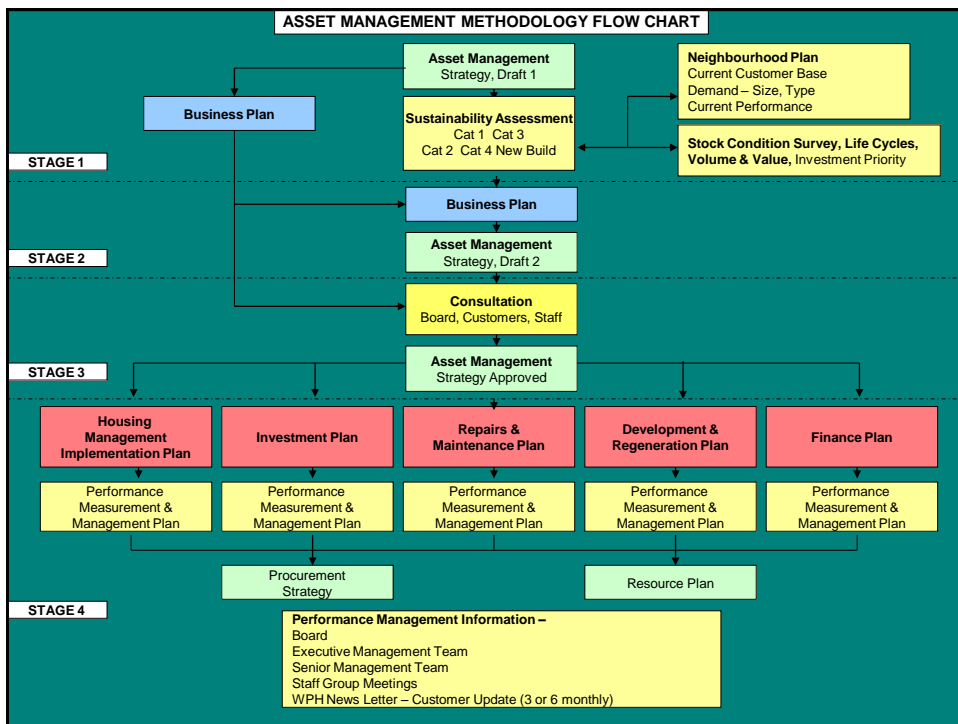 ASSET MANAGEMENT METHODOLOGY FLOW CHART
Asset Management
Strategy, Draft 1
Neighbourhood Plan
Current Customer Base
Demand – Size, Type
Current Performance
Business Plan
Sustainability Assessment
Cat 1 Cat 3
Cat 2 Cat 4 New Build
Stock Condition Survey, Life Cycles,
Volume & Value, Investment Priority
STAGE 1
Business Plan
Asset Management
Strategy, Draft 2
STAGE 2
Consultation
Board, Customers, Staff
Asset Management
Strategy Approved
STAGE 3
Housing
Management
Implementation Plan
Investment Plan
Repairs &
Maintenance Plan
Development &
Regeneration Plan
Finance Plan
Performance
Measurement &
Management Plan
Performance
Measurement &
Management Plan
Performance
Measurement &
Management Plan
Performance
Measurement &
Management Plan
Performance
Measurement &
Management Plan
Procurement
Strategy
Resource Plan
STAGE 4
Performance Management Information –
Board
Executive Management Team
Senior Management Team
Staff Group Meetings
WPH News Letter – Customer Update (3 or 6 monthly)